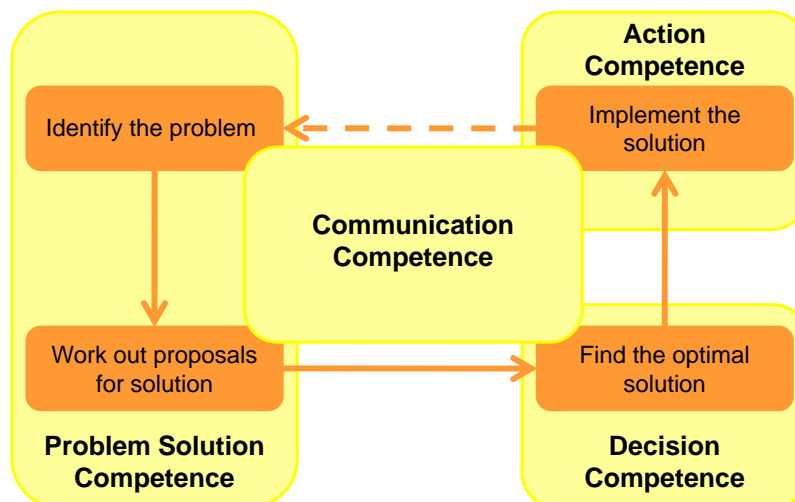 Action
Competence
Identify the problem
Implement the
solution
Communication
Competence
Work out proposals
for solution
Find the optimal
solution
Problem Solution
Competence
Decision
Competence